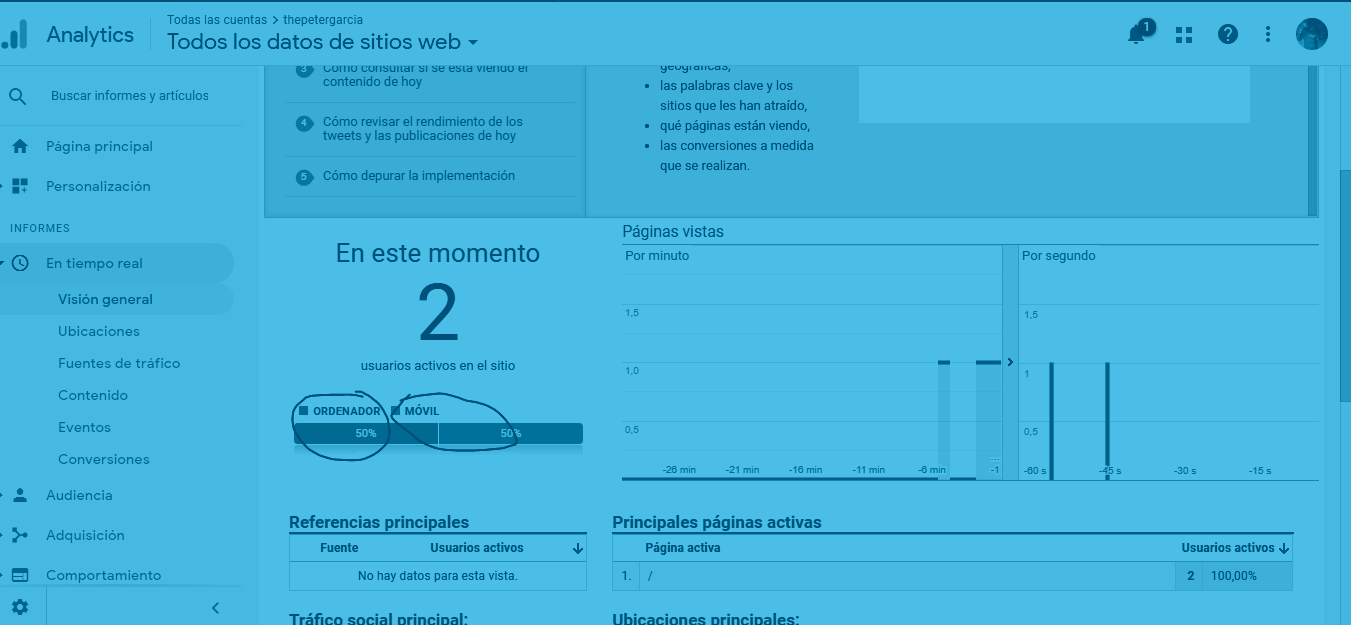 Todas las cuentas > thepetergarcia
Analytics
Todos los datos de sitios web
1
Buscar informes y artículos
Página principal
Personalización
INFORMES
En tiempo real
Visión general
Ubicaciones
Fuentes de tráfico
Contenido
Eventos
Conversiones
Audiencia
Adquisición
Comportamiento
3 Cómo consultar si se está viendo el
contenido de hoy
4 Cómo revisar el rendimiento de los
tweets y las publicaciones de hoy
5 Cómo depurar la implementación
geográficas,
• las palabras clave y los
sitios que les han atraído,
• qué páginas están viendo,
• las conversiones a medida
que se realizan.
En este momento
2
usuarios activos en el sitio
ORDENADOR MÓVIL
50% 50%
Páginas vistas
Por minuto
1,5
1,0
0,5
-26 min -21 min -16 min -11 min -6 min -1
Por segundo
1,5
1
0,5
-60 s -45 s -30 s -15 s
Referencias principales
Fuente Usuarios activos
No hay datos para esta vista.
Principales páginas activas
Página activa Usuarios activos
1. / 2 100,00%
Tráfico social principal:
Ubicaciones principales: